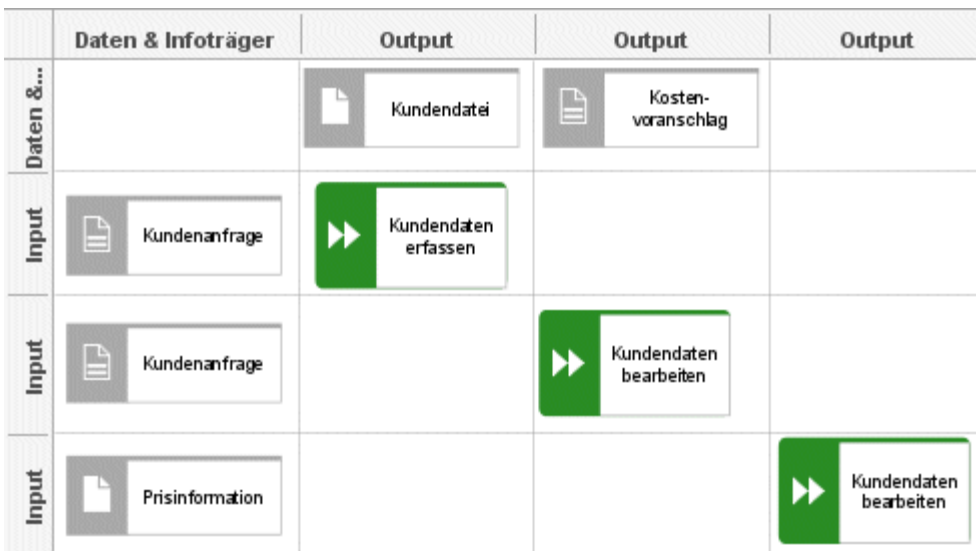 Daten & Infoträger
Output
Output
Output
Daten &...
Kundendatei
Kosten-
voranschlag
Input
Kundenanfrage
Kundendaten
erfassen
Input
Kundenanfrage
Kundendaten
bearbeiten
Input
Prisinformation
Kundendaten
bearbeiten